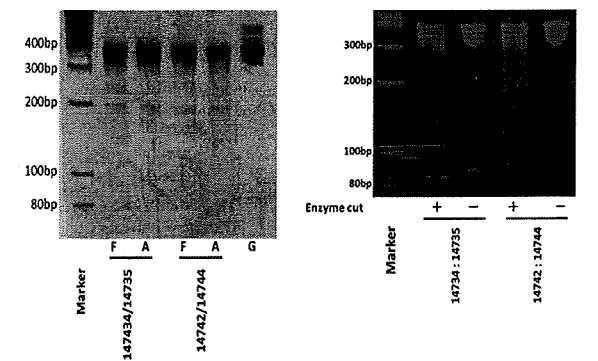 400bp
300bp
200bp
100bp
80bp
F A F A G
Marker
147434/14735
14742/14744
300bp
200bp
100bp
80bp
Enzyme cut + − + −
Marker
14734 : 14735
14742 : 14744